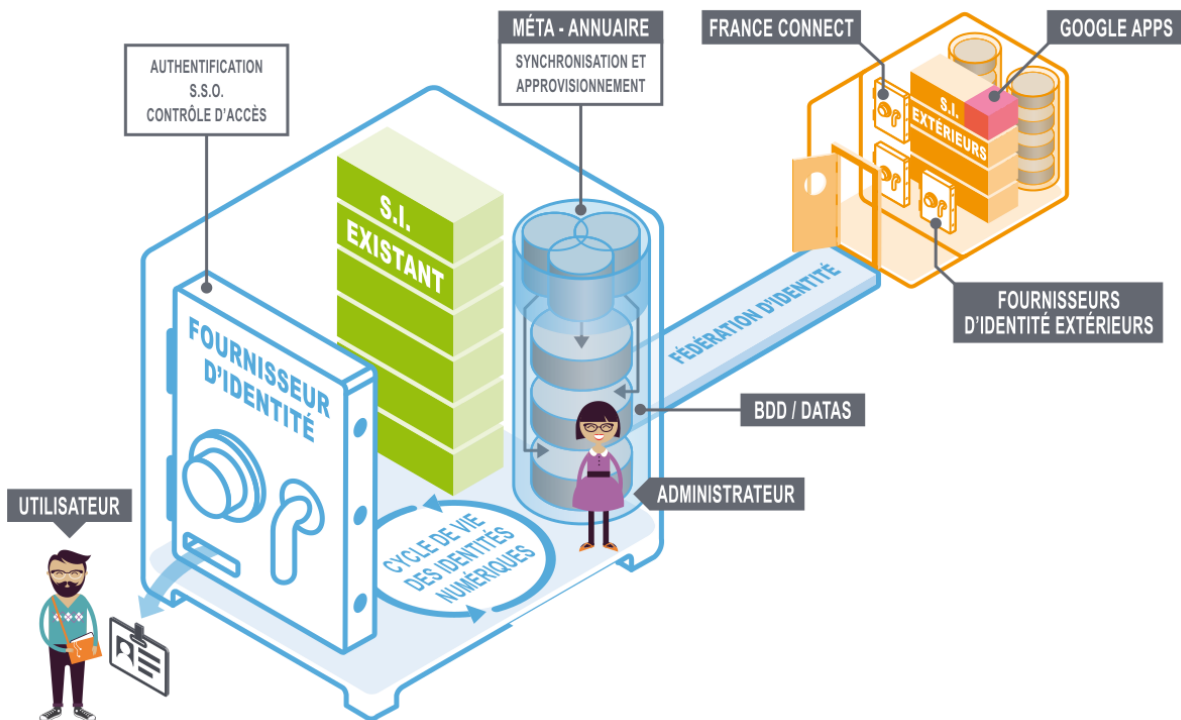 AUTHENTIFICATION
S.S.O.
CONTRÔLE D'ACCÈS
MÉTA - ANNUAIRE
SYNCHRONISATION ET
APPROVISIONNEMENT
FRANCE CONNECT
GOOGLE APPS
S.I.
EXTÉRIEURS
S.I.
EXISTANT
FOURNISSEUR
D'IDENTITÉ
FÉDÉRATION D'IDENTITÉ
FOURNISSEURS
D'IDENTITÉ EXTÉRIEURS
BDD / DATAS
ADMINISTRATEUR
UTILISATEUR
CYCLE DE VIE
DES IDENTITÉS
NUMÉRIQUES